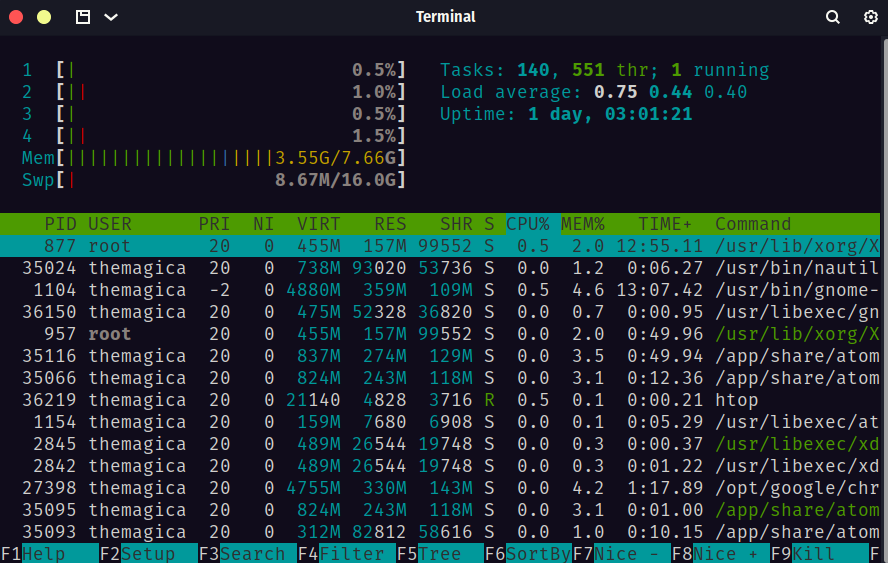 Terminal
1 [| 0.5%] Tasks: 140, 551 thr; 1 running
2 [|| 1.0%] Load average: 0.75 0.44 0.40
3 [| 0.5%] Uptime: 1 day, 03:01:21
4 [|| 1.5%]
Mem[|||||||||||||||||||3.55G/7.66G]
Swp[| 8.67M/16.0G]
PID USER PRI NI VIRT RES SHR S CPU% MEM% TIME+ Command
877 root 20 0 455M 157M 99552 S 0.5 2.0 12:55.11 /usr/lib/xorg/X
35024 themagica 20 0 738M 93020 53736 S 0.0 1.2 0:06.27 /usr/bin/nautil
1104 themagica -2 0 4880M 359M 109M S 0.5 4.6 13:07.42 /usr/bin/gnome-
36150 themagica 20 0 475M 52328 36820 S 0.0 0.7 0:00.95 /usr/libexec/gn
957 root 20 0 455M 157M 99552 S 0.0 2.0 0:49.96 /usr/lib/xorg/X
35116 themagica 20 0 837M 274M 129M S 0.0 3.5 0:49.94 /app/share/atom
35066 themagica 20 0 824M 243M 118M S 0.0 3.1 0:12.36 /app/share/atom
36219 themagica 20 0 21140 4828 3716 R 0.5 0.1 0:00.21 htop
1154 themagica 20 0 159M 7680 6908 S 0.0 0.1 0:05.29 /usr/libexec/at
2845 themagica 20 0 489M 26544 19748 S 0.0 0.3 0:00.37 /usr/libexec/xd
2842 themagica 20 0 489M 26544 19748 S 0.0 0.3 0:01.22 /usr/libexec/xd
27398 themagica 20 0 4755M 330M 143M S 0.0 4.2 1:17.89 /opt/google/chr
35095 themagica 20 0 824M 243M 118M S 0.0 3.1 0:01.00 /app/share/atom
35093 themagica 20 0 312M 82812 58616 S 0.0 1.0 0:10.15 /app/share/atom
F1Help F2Setup F3Search F4Filter F5Tree F6SortBy F7Nice - F8Nice + F9Kill F